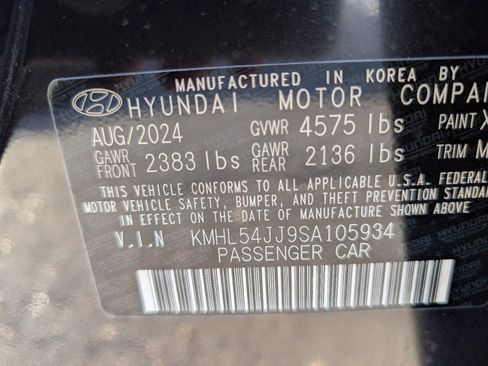 MANUFACTURED IN KOREA BY
HYUNDAI MOTOR COMPAN
AUG/2024 GVWR 4575 lbs PAINT X
GAWR FRONT 2383 lbs GAWR REAR 2136 lbs TRIM M
THIS VEHICLE CONFORMS TO ALL APPLICABLE U.S.A. FEDERAL
MOTOR VEHICLE SAFETY, BUMPER, AND THEFT PREVENTION STANDA
IN EFFECT ON THE DATE OF MANUFACTURE SHOWN ABOVE.
V.I.N KMHL54JJ9SA105934
PASSENGER CAR